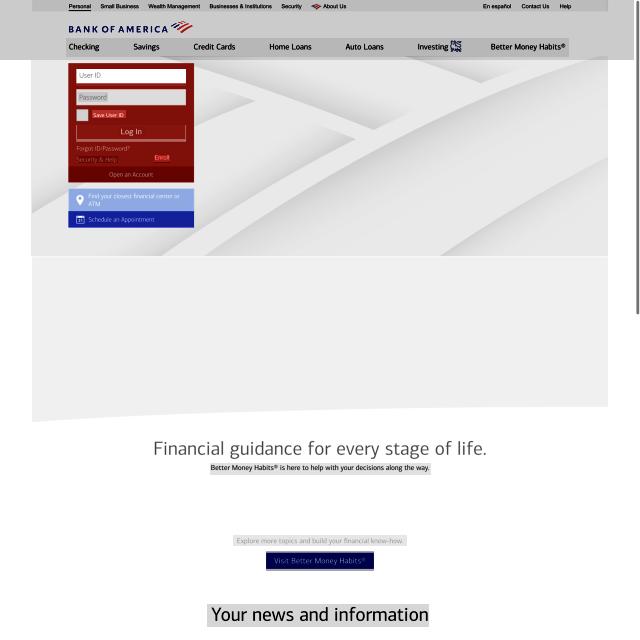 Personal Small Business Wealth Management Businesses & Institutions Security About Us En español Contact Us Help
BANK OF AMERICA
Checking Savings Credit Cards Home Loans Auto Loans Investing Better Money Habits®
User ID
Password
Save User ID
Log In
Forgot ID/Password?
Security & Help Enroll
Open an Account
Find your closest financial center or
ATM
31 Schedule an Appointment
Financial guidance for every stage of life.
Better Money Habits® is here to help with your decisions along the way.
Explore more topics and build your financial know-how.
Visit Better Money Habits®
Your news and information